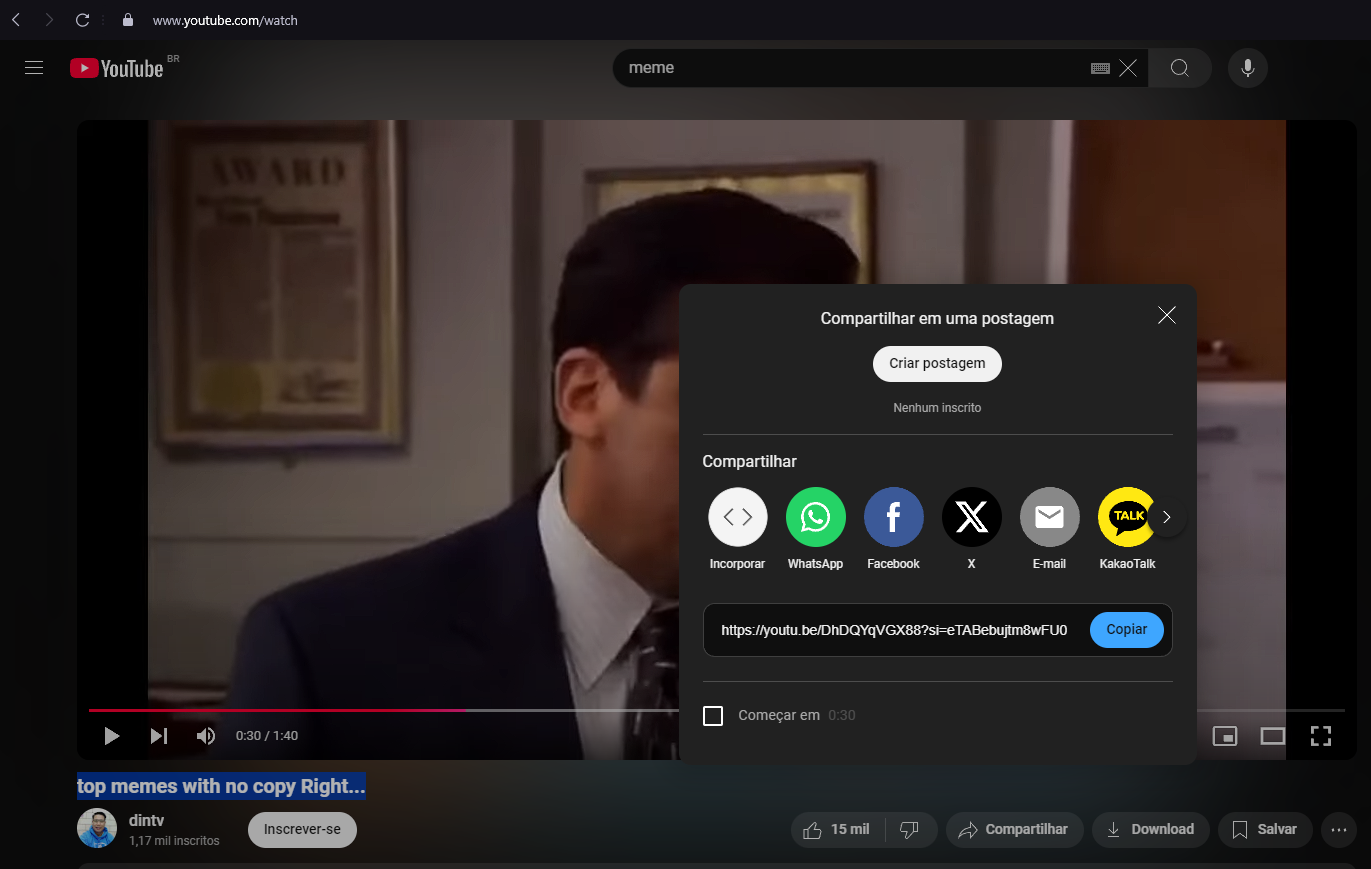 www.youtube.com/watch
YouTube BR
meme
AWARD
Compartilhar em uma postagem
Criar postagem
Nenhum inscrito
Compartilhar
TALK
Incorporar WhatsApp Facebook X E-mail KakaoTalk
https://youtu.be/DhDQYqVGX88?si=eTABebujtm8wFU0 Copiar
Começar em 0:30
0:30 / 1:40
top memes with no copy Right...
dintv
1,17 mil inscritos
Inscrever-se
15 mil Compartilhar Download Salvar